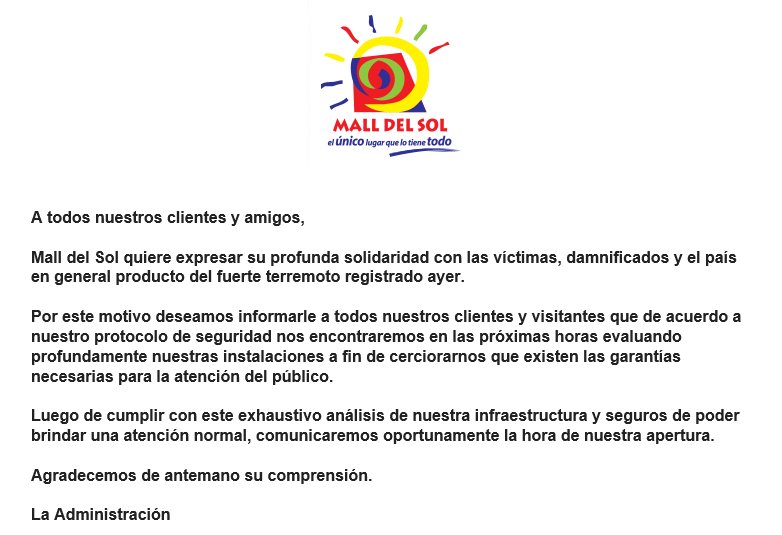 MALL DEL SOL
el único lugar que lo tiene todo
A todos nuestros clientes y amigos,
Mall del Sol quiere expresar su profunda solidaridad con las víctimas, damnificados y el país
en general producto del fuerte terremoto registrado ayer.
Por este motivo deseamos informarle a todos nuestros clientes y visitantes que de acuerdo a
nuestro protocolo de seguridad nos encontraremos en las próximas horas evaluando
profundamente nuestras instalaciones a fin de cerciorarnos que existen las garantías
necesarias para la atención del público.
Luego de cumplir con este exhaustivo análisis de nuestra infraestructura y seguros de poder
brindar una atención normal, comunicaremos oportunamente la hora de nuestra apertura.
Agradecemos de antemano su comprensión.
La Administración